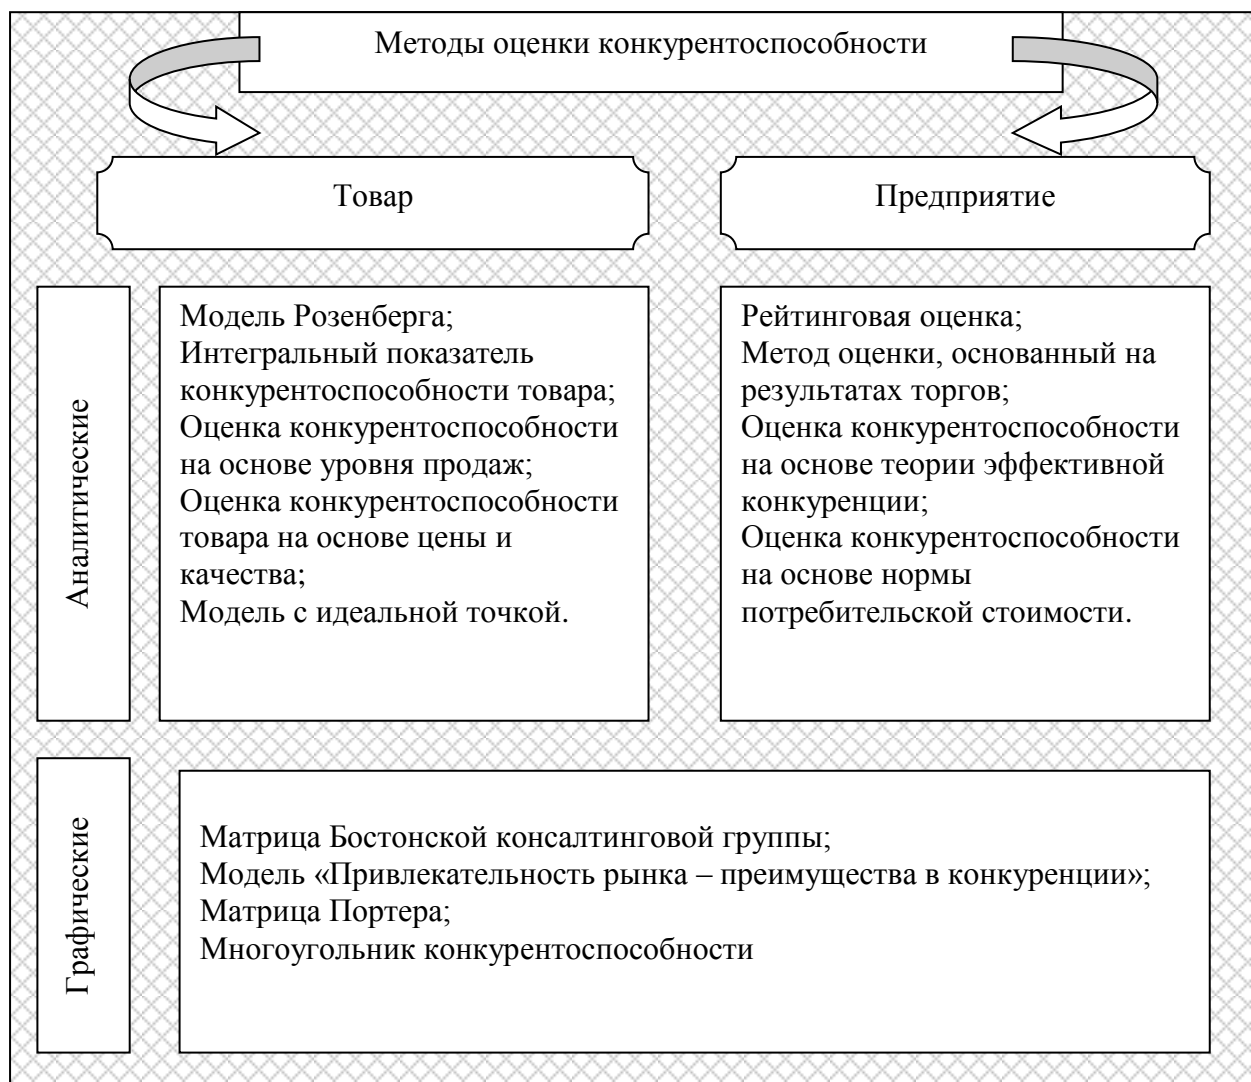 Методы оценки конкурентоспособности
Товар
Предприятие
Аналитические
Модель Розенберга;
Интегральный показатель
конкурентоспособности товара;
Оценка конкурентоспособности
на основе уровня продаж;
Оценка конкурентоспособности
товара на основе цены и
качества;
Модель с идеальной точкой.
Рейтинговая оценка;
Метод оценки, основанный на
результатах торгов;
Оценка конкурентоспособности
на основе теории эффективной
конкуренции;
Оценка конкурентоспособности
на основе нормы
потребительской стоимости.
Графические
Матрица Бостонской консалтинговой группы;
Модель «Привлекательность рынка – преимущества в конкуренции»;
Матрица Портера;
Многоугольник конкурентоспособности